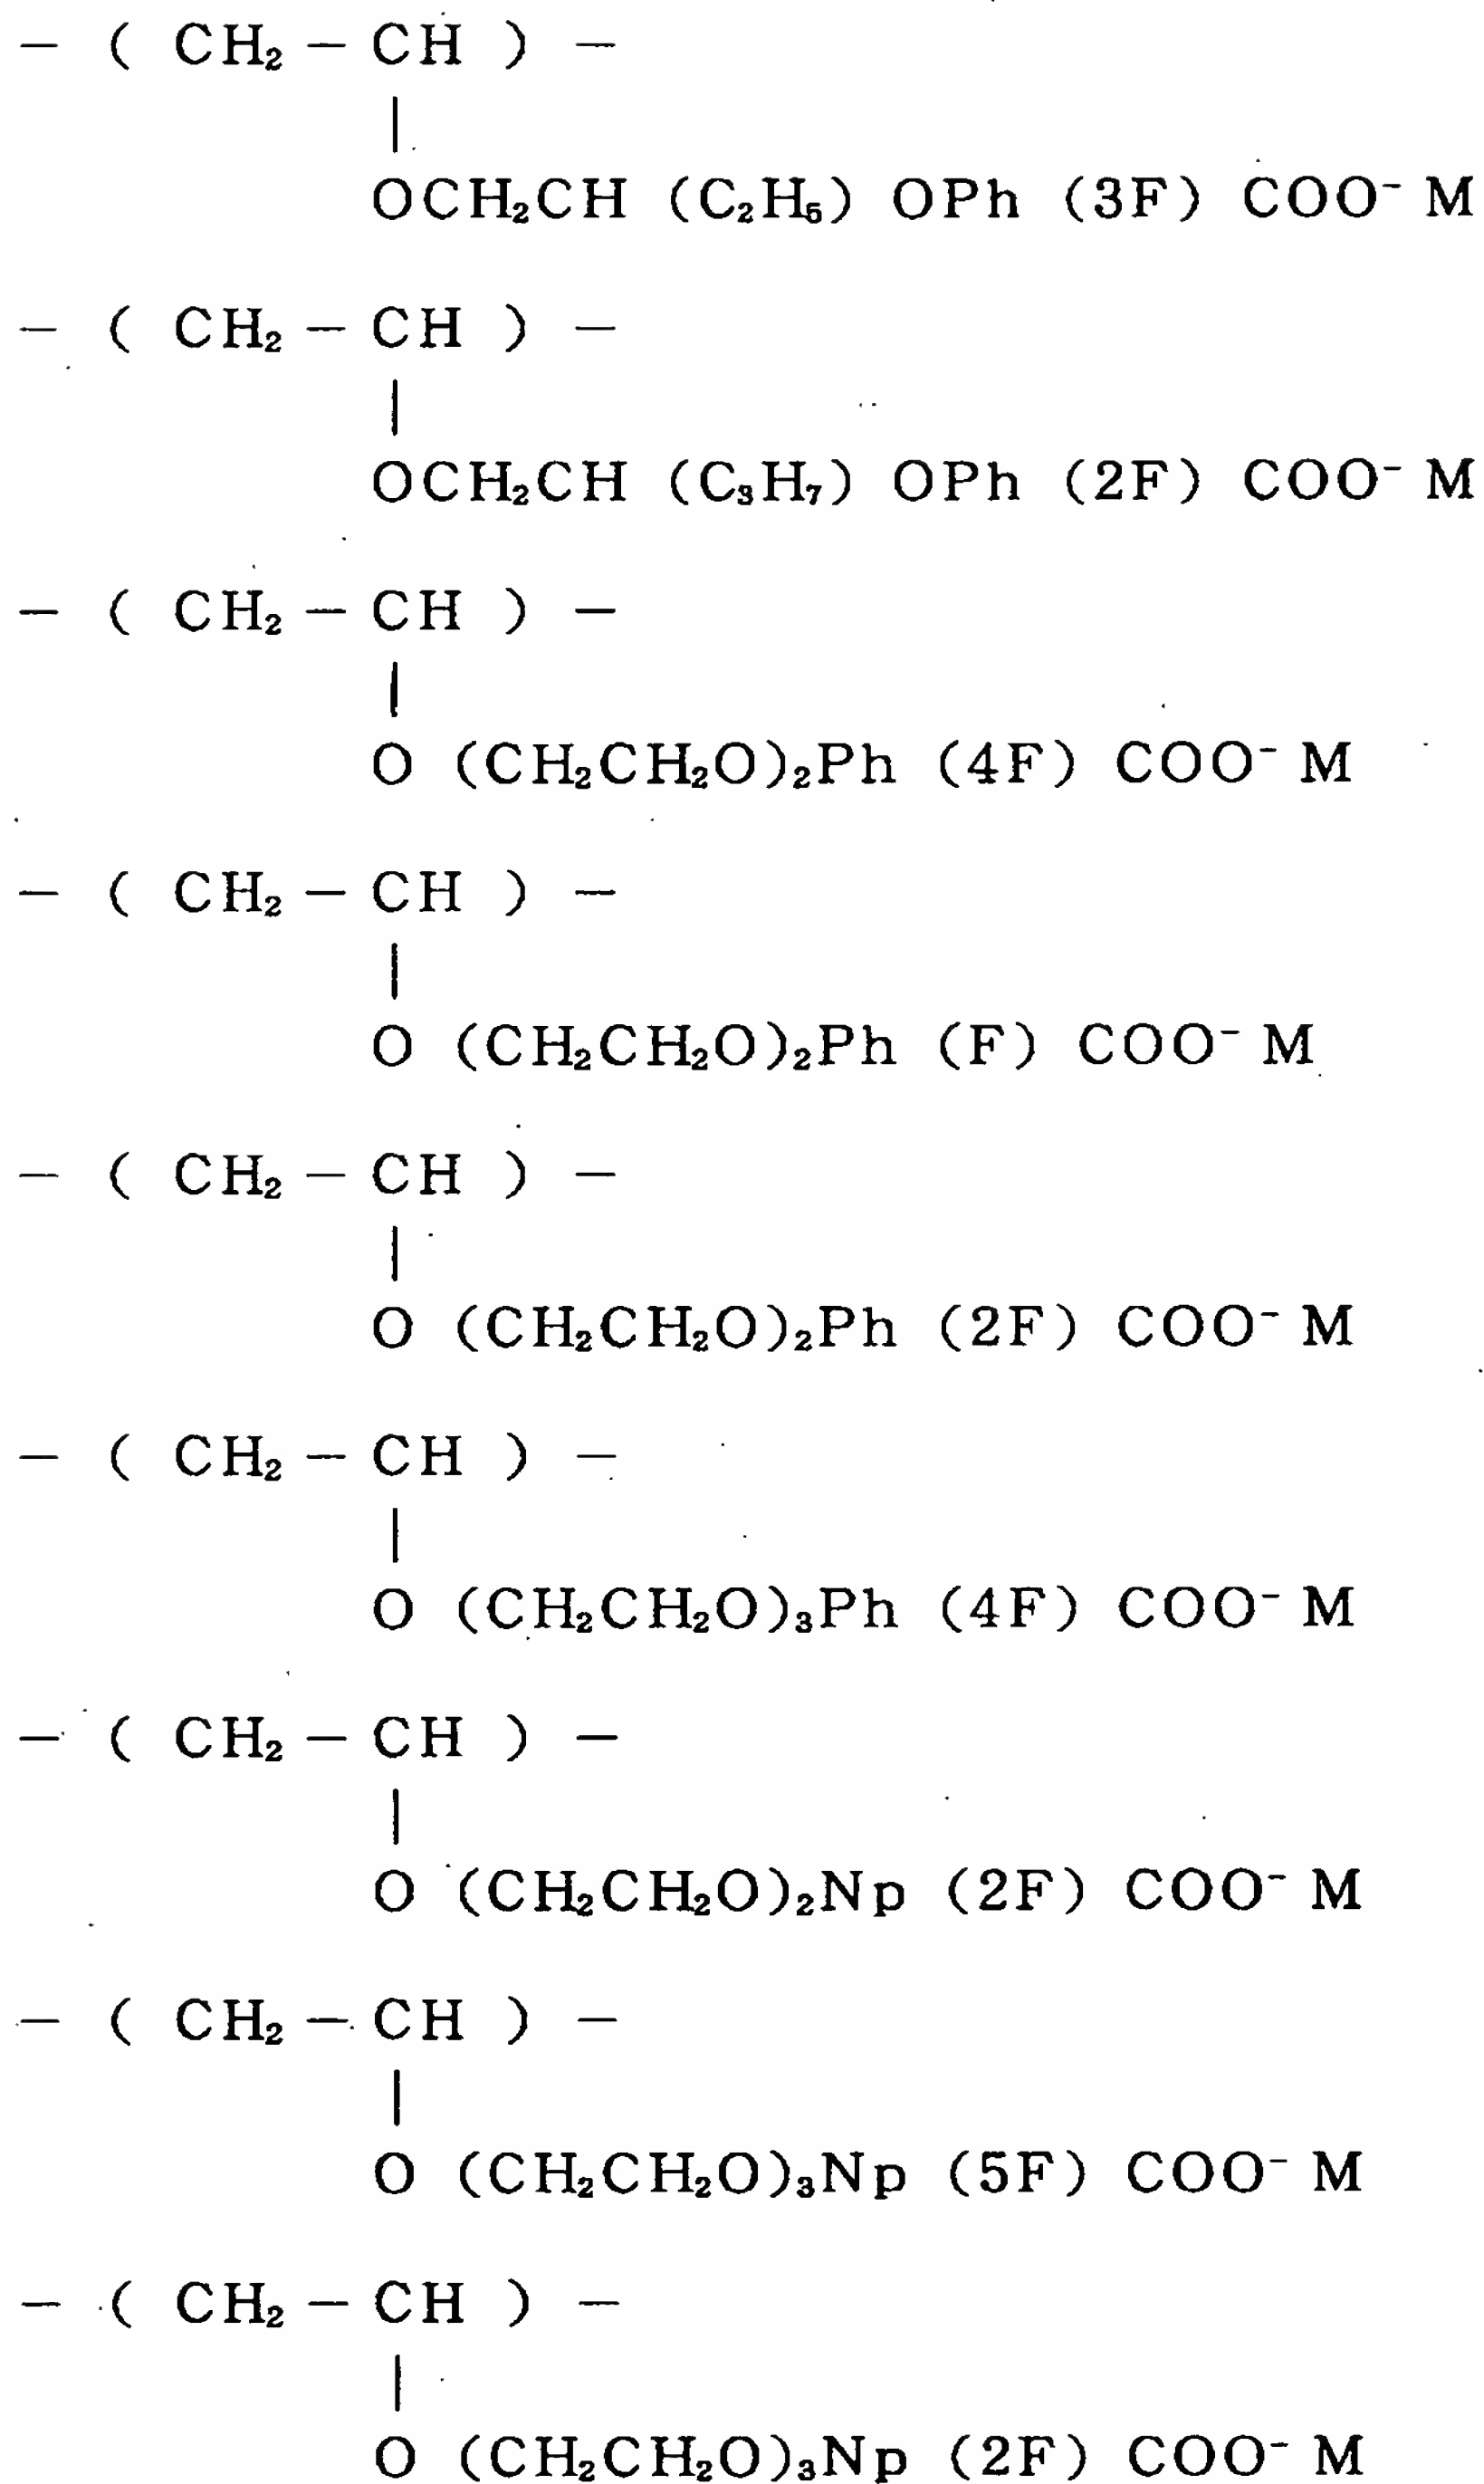 — ( CH₂ — CH ) —
|
OCH₂CH (C₂H₅) OPh (3F) COO⁻ M
— ( CH₂ — CH ) —
|
OCH₂CH (C₃H₇) OPh (2F) COO⁻ M
— ( CH₂ — CH ) —
|
O (CH₂CH₂O)₂Ph (4F) COO⁻ M
— ( CH₂ — CH ) —
|
O (CH₂CH₂O)₂Ph (F) COO⁻ M
— ( CH₂ — CH ) —
|
O (CH₂CH₂O)₂Ph (2F) COO⁻ M
— ( CH₂ — CH ) —
|
O (CH₂CH₂O)₃Ph (4F) COO⁻ M
— ( CH₂ — CH ) —
|
O (CH₂CH₂O)₂Np (2F) COO⁻ M
— ( CH₂ — CH ) —
|
O (CH₂CH₂O)₃Np (5F) COO⁻ M
— ( CH₂ — CH ) —
|
O (CH₂CH₂O)₃Np (2F) COO⁻ M